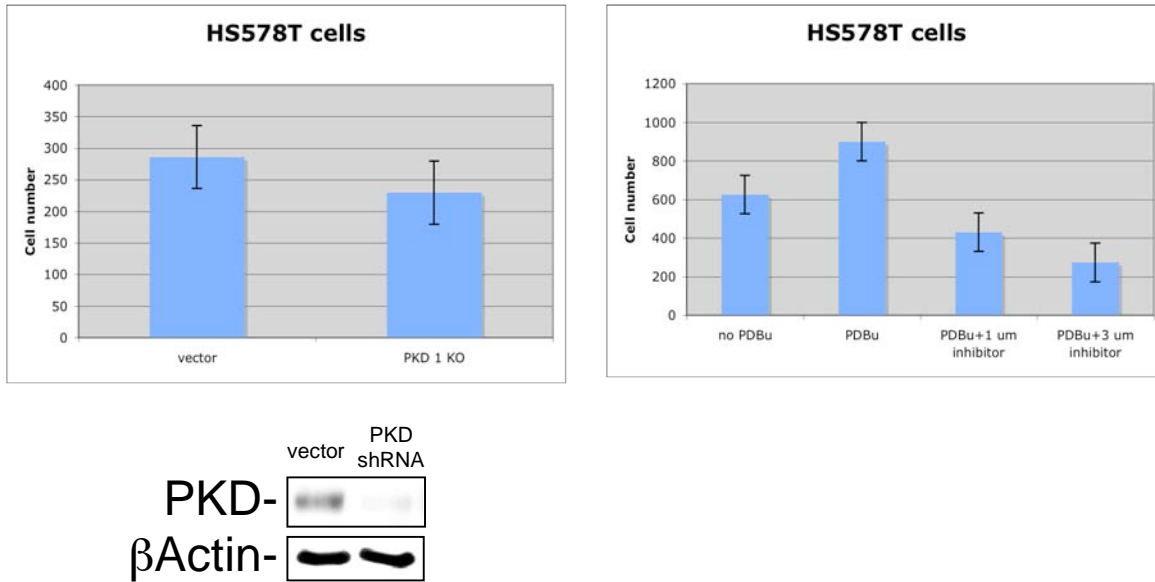 HS578T cells
400
350
300
250
200
150
100
50
0
Cell number
vector
PKD 1 KO
HS578T cells
1200
1000
800
600
400
200
0
Cell number
no PDBu
PDBu
PDBu+1 um
inhibitor
PDBu+3 um
inhibitor
vector
PKD
shRNA
PKD-
βActin-